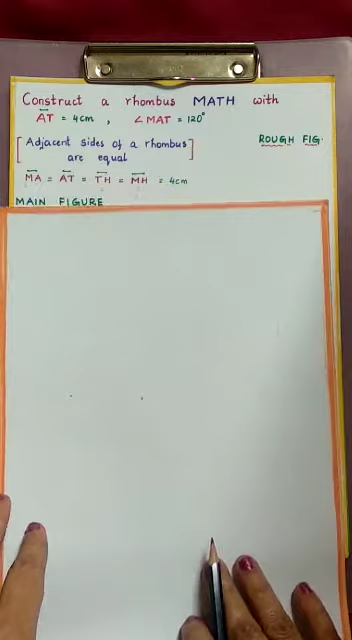 Construct a rhombus MATH with
AT = 4cm , ∠MAT = 120°
[Adjacent sides of a rhombus are equal]
ROUGH FIG.
MA = AT = TH = MH = 4cm
MAIN FIGURE